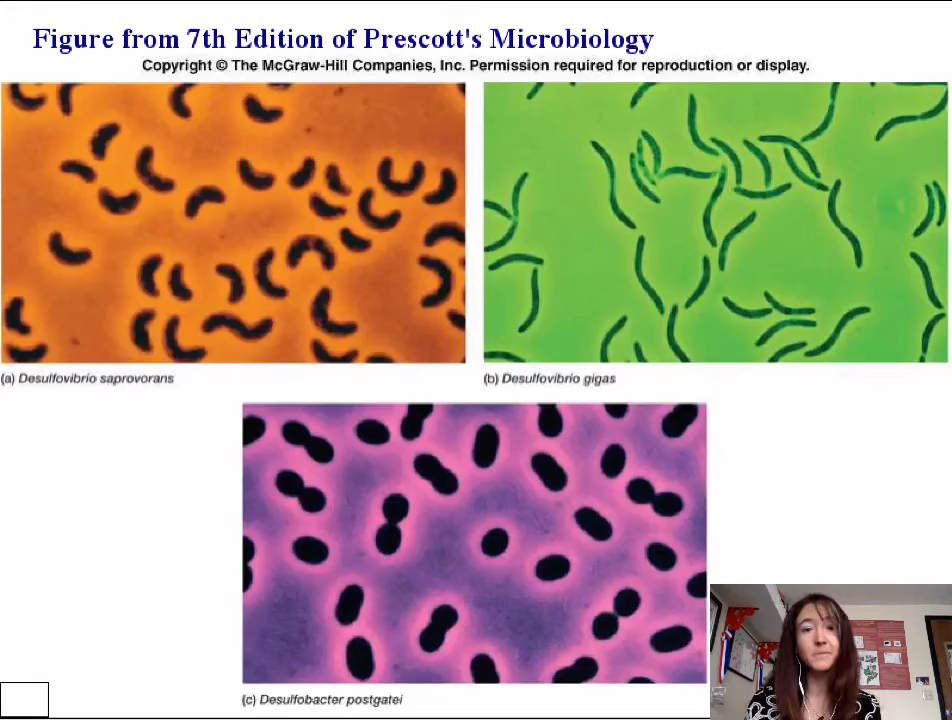 Figure from 7th Edition of Prescott's Microbiology
Copyright © The McGraw-Hill Companies, Inc. Permission required for reproduction or display.
(a) Desulfovibrio saprovorans
(b) Desulfovibrio gigas
(c) Desulfobacter postgatei